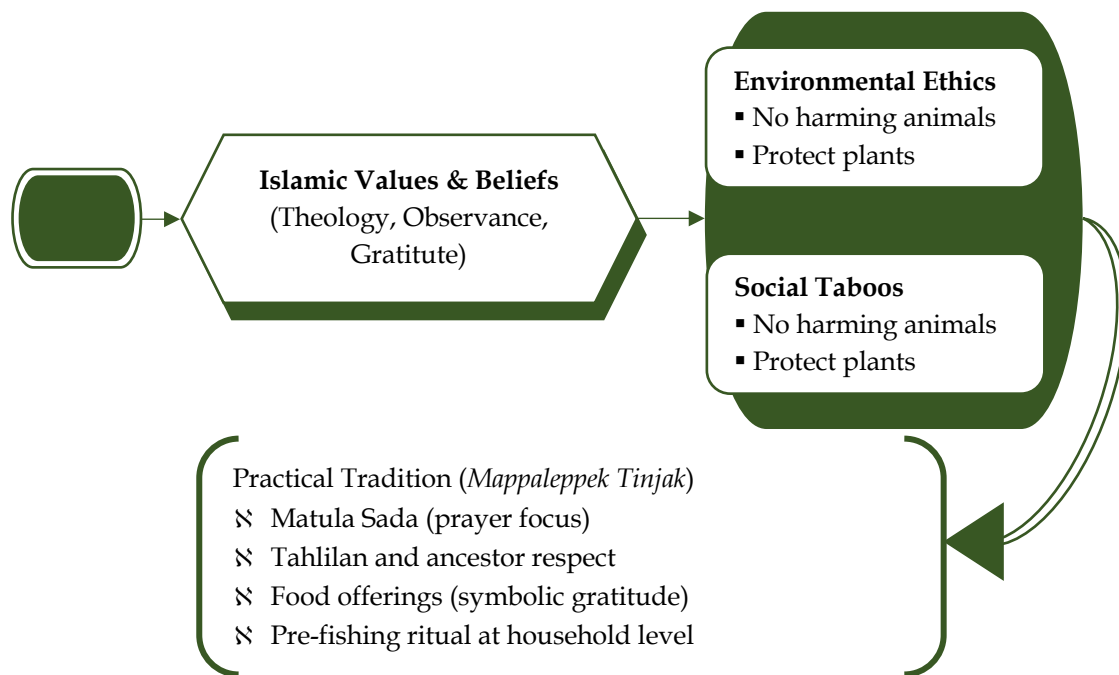 Islamic Values & Beliefs
(Theology, Observance,
Gratitute)
Environmental Ethics
▪ No harming animals
▪ Protect plants
Social Taboos
▪ No harming animals
▪ Protect plants
Practical Tradition (Mappaleppek Tinjak)
ℵ Matula Sada (prayer focus)
ℵ Tahlilan and ancestor respect
ℵ Food offerings (symbolic gratitude)
ℵ Pre-fishing ritual at household level